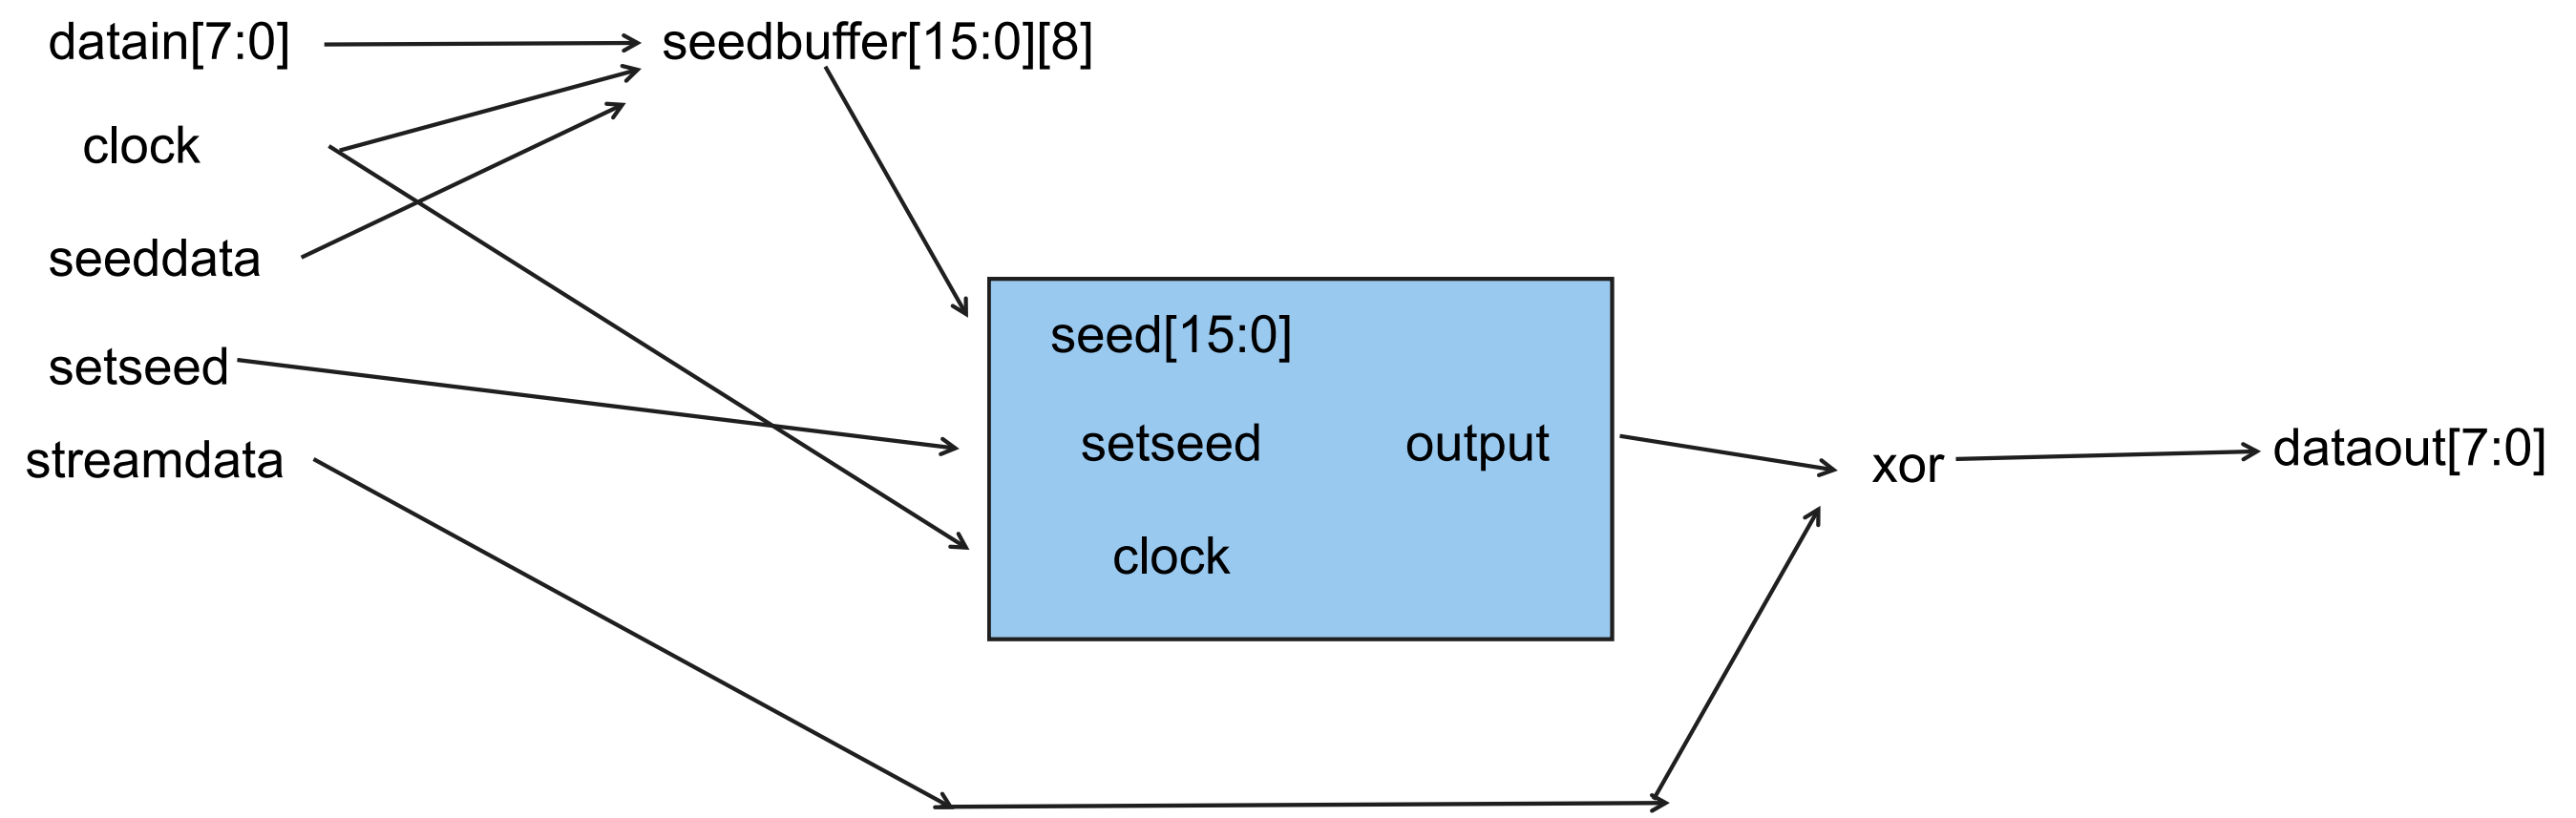 datain[7:0]
seedbuffer[15:0][8]
clock
seeddata
setseed
streamdata
seed[15:0]
setseed
output
clock
xor
dataout[7:0]